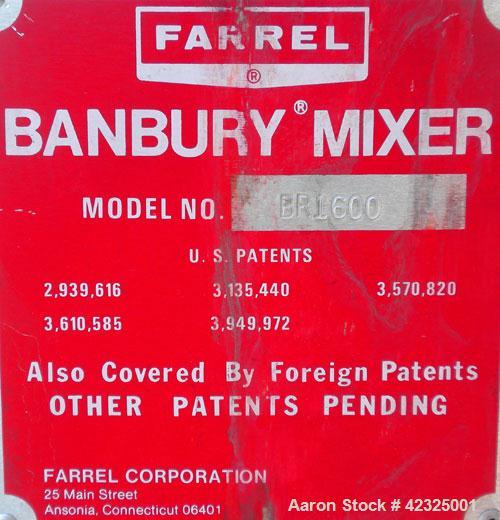 FARREL
®
BANBURY® MIXER
MODEL NO. BR1600
U. S. PATENTS
2,939,616 3,135,440 3,570,820
3,610,585 3,949,972
Also Covered By Foreign Patents
OTHER PATENTS PENDING
FARREL CORPORATION
25 Main Street
Ansonia, Connecticut 06401
Aaron Stock # 42325001